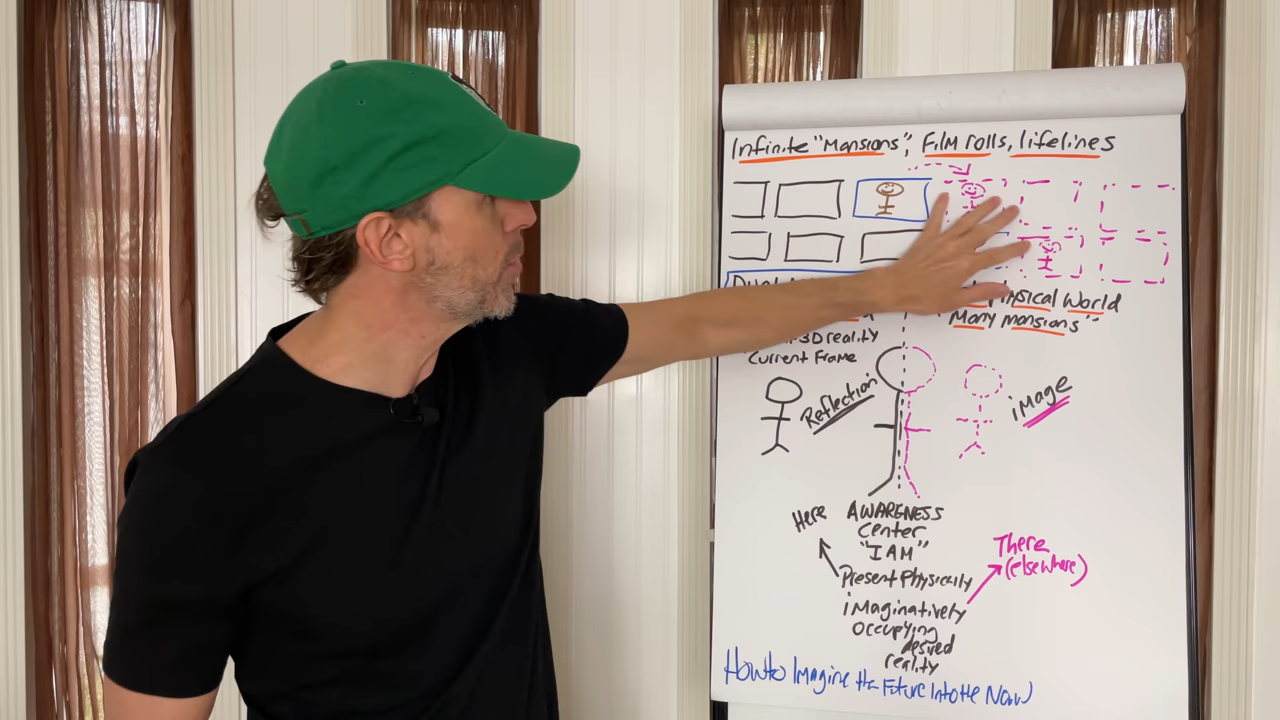 Infinite "Mansions", Film rolls, lifelines
Physical World
3D reality
"Many mansions"
Current Frame
Reflection
image
Here
AWARENESS
Center
"I AM"
There
(elsewhere)
Present Physically
imaginatively
occupying
desired
reality
How to Imagine the Future Into the Now